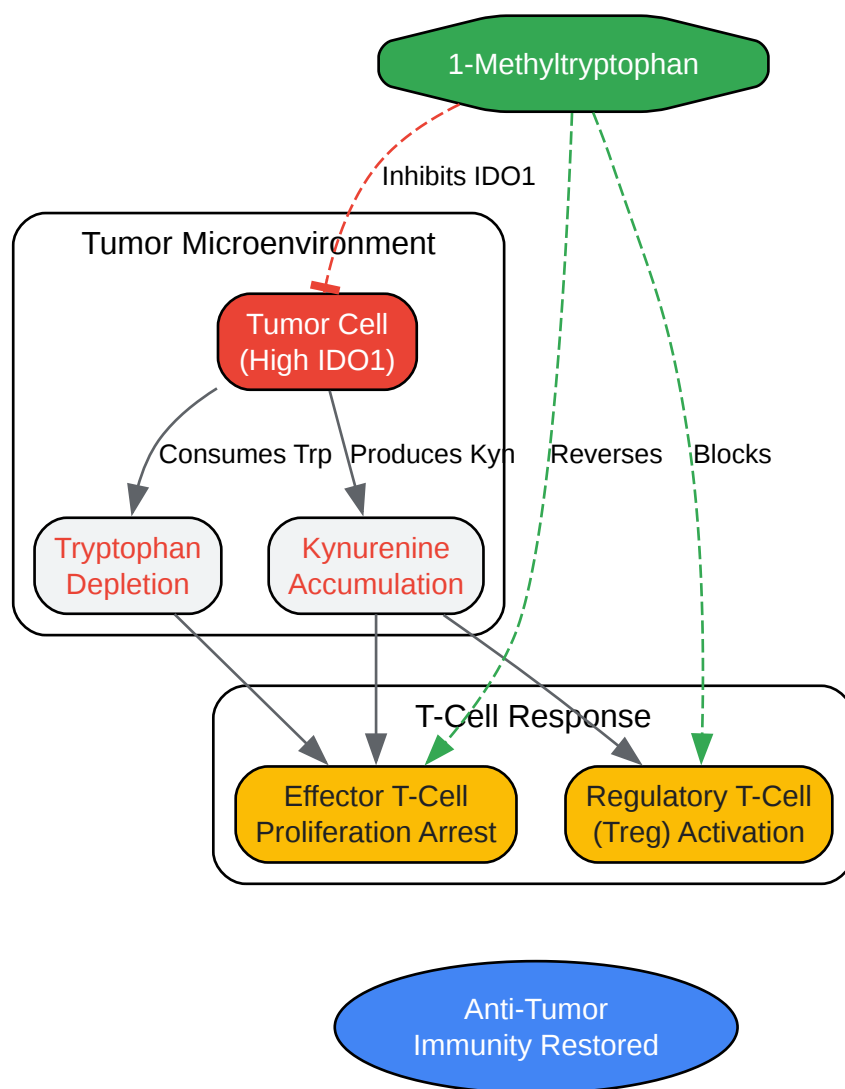 1-Methyltryptophan
Inhibits IDO1
Tumor Microenvironment
Tumor Cell
(High IDO1)
Consumes Trp
Produces Kyn
Reverses
Blocks
Tryptophan
Depletion
Kynurenine
Accumulation
T-Cell Response
Effector T-Cell
Proliferation Arrest
Regulatory T-Cell
(Treg) Activation
Anti-Tumor
Immunity Restored